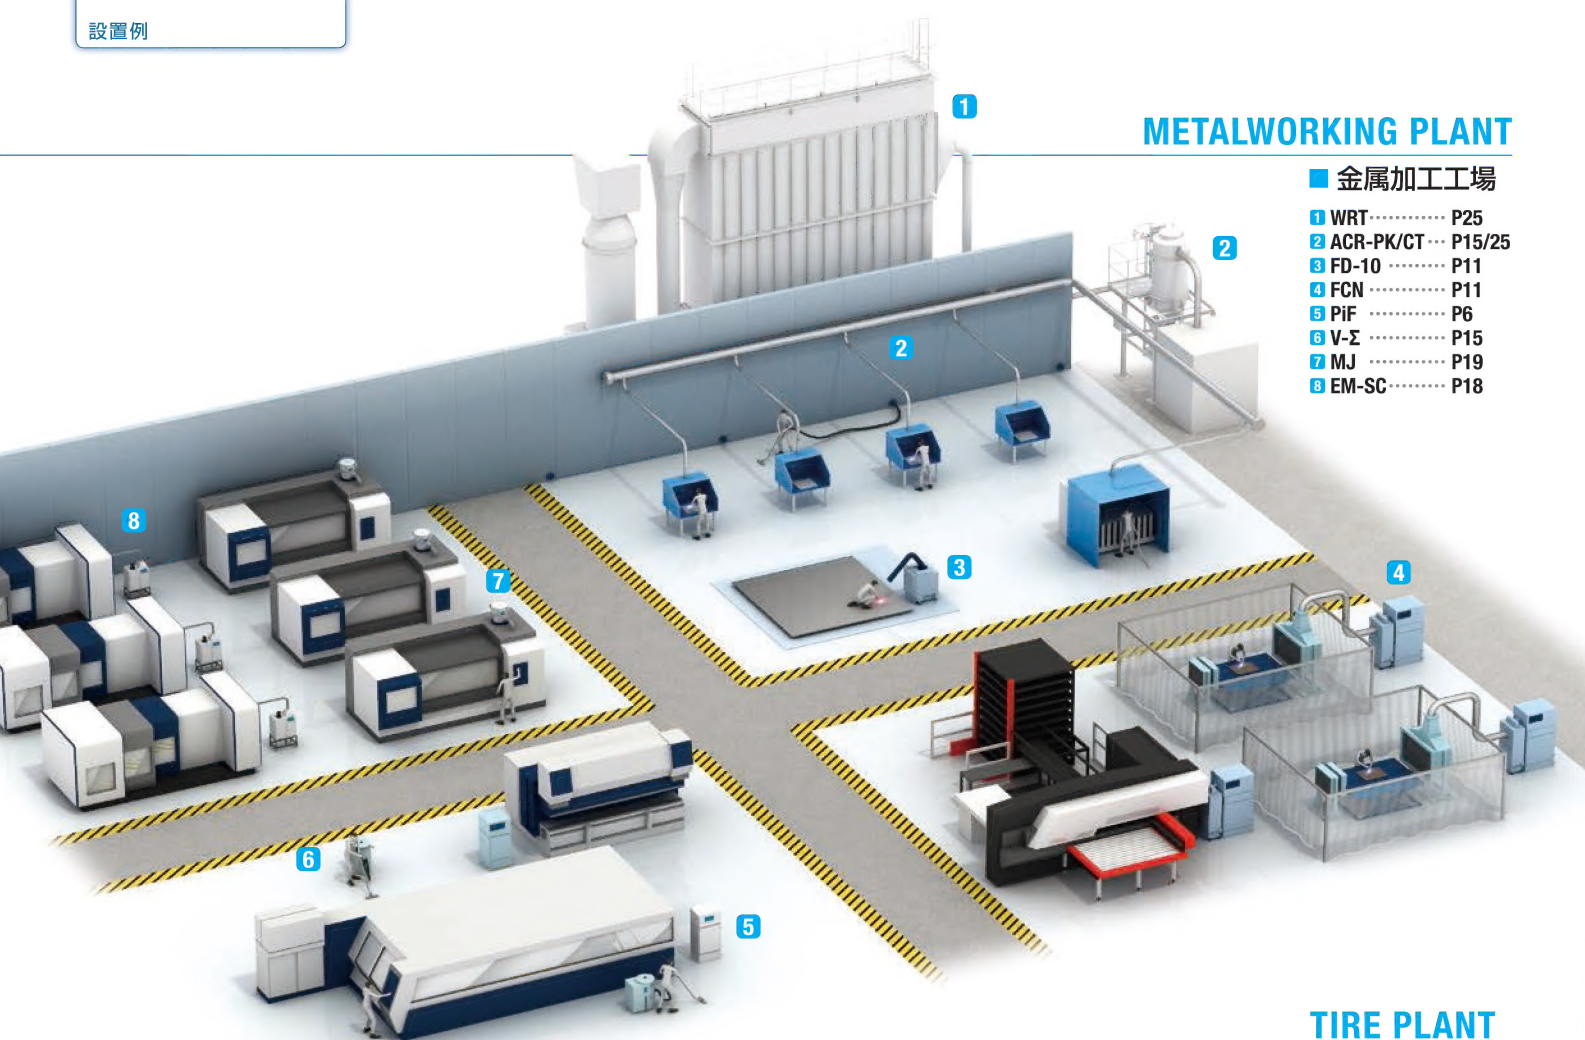 設置例
METALWORKING PLANT
■ 金属加工工場
1 WRT············ P25
2 ACR-PK/CT··· P15/25
3 FD-10 ········· P11
4 FCN ············ P11
5 PiF ············ P6
6 V-Σ ············ P15
7 MJ ············ P19
8 EM-SC········· P18
1
2
2
8
7
3
4
6
5
TIRE PLANT